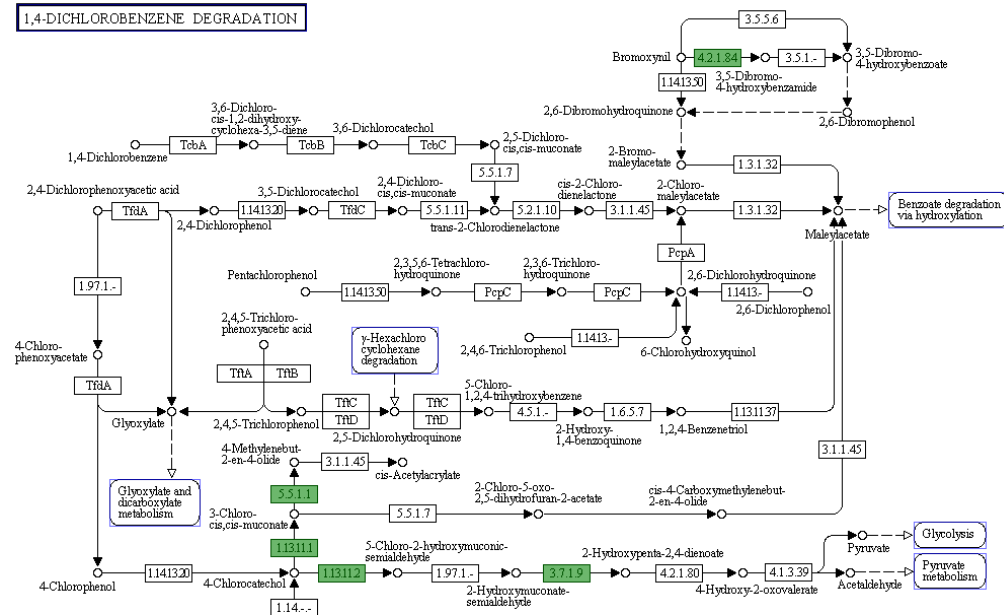 1,4-DICHLOROBENZENE DEGRADATION
3.5.5.6
Bromoxynil
4.2.1.84
3.5.1.-
3,5-Dibromo-
4-hydroxybenzoate
3,5-Dibromo-
4-hydroxybenzamide
1.14.13.50
2,6-Dibromohydroquinone
2,6-Dibromophenol
3,6-Dichloro-
cis-1,2-dihydroxy-
cyclohexa-3,5-diene
3,6-Dichlorocatechol
TcbA
TcbB
TcbC
2,5-Dichloro-
cis,cis-muconate
1,4-Dichlorobenzene
5.5.1.7
2-Bromo-
maleylacetate
1.3.1.32
2,4-Dichlorophenoxyacetic acid
3,5-Dichlorocatechol
2,4-Dichloro-
cis,cis-muconate
cis-2-Chloro-
dienelactone
2-Chloro-
maleylacetate
TfdA
1.14.13.20
TfdC
5.5.1.11
5.2.1.10
3.1.1.45
1.3.1.32
Benzoate degradation
via hydroxylation
2,4-Dichlorophenol
trans-2-Chlorodienelactone
Maleylacetate
PcpA
1.97.1.-
Pentachlorophenol
2,3,5,6-Tetrachloro-
hydroquinone
2,3,6-Trichloro-
hydroquinone
2,6-Dichlorohydroquinone
1.14.13.50
PcpC
PcpC
1.14.13.-
2,6-Dichlorophenol
2,4,5-Trichloro-
phenoxyacetic acid
γ-Hexachloro
cyclohexane
degradation
2,4,6-Trichlorophenol
1.14.13.-
6-Chlorohydroxyquinol
4-Chloro-
phenoxyacetate
TftA
TftB
TfdA
5-Chloro-
1,2,4-trihydroxybenzene
TftC
TftD
TftC
TftD
4.5.1.-
1.6.5.7
1.13.11.37
Glyoxylate
2,4,5-Trichlorophenol
2,5-Dichlorohydroquinone
2-Hydroxy-
1,4-benzoquinone
1,2,4-Benzenetriol
4-Methylenebut-
2-en-4-olide
3.1.1.45
cis-Acetylacrylate
3.1.1.45
Glyoxylate and
dicarboxylate
metabolism
5.5.1.1
3-Chloro-
cis,cis-muconate
5.5.1.7
2-Chloro-5-oxo-
2,5-dihydrofuran-2-acetate
cis-4-Carboxymethylenebut-
2-en-4-olide
1.13.11.1
5-Chloro-2-hydroxymuconic-
semialdehyde
2-Hydroxypenta-2,4-dienoate
Pyruvate
Glycolysis
4-Chlorophenol
1.14.13.20
4-Chlorocatechol
1.13.11.2
1.97.1.-
2-Hydroxymuconate-
semialdehyde
3.7.1.9
4.2.1.80
4-Hydroxy-2-oxovalerate
4.1.3.39
Acetaldehyde
Pyruvate
metabolism
1.14.-.-